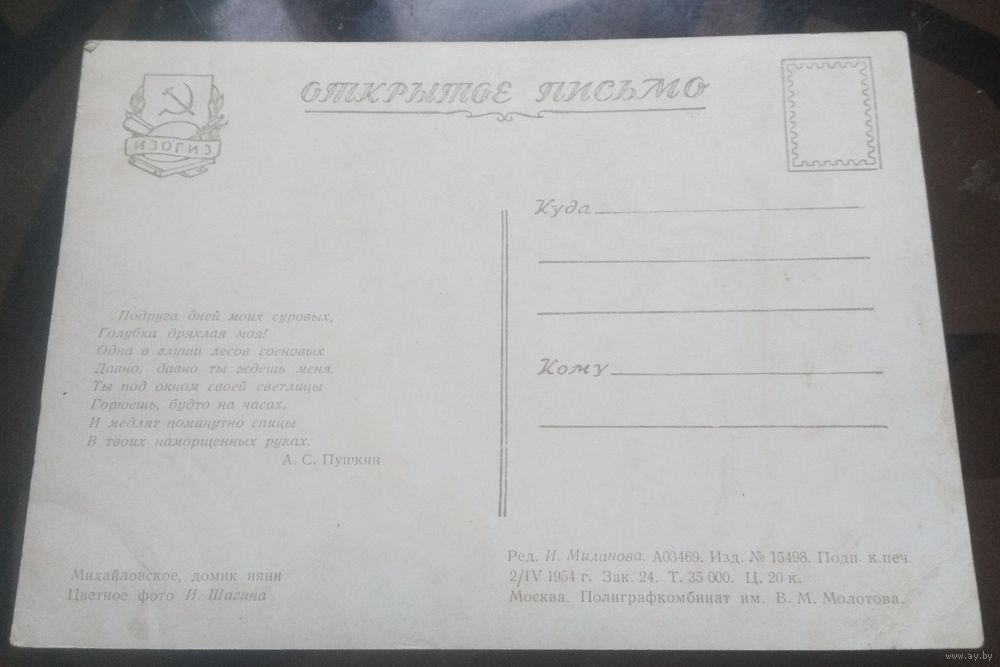 ОТКРЫТОЕ ПИСЬМО
ИЗОГИЗ
Куда
Кому
Подруга дней моих суровых,
Голубка дряхлая моя!
Одна в глуши лесов сосновых
Давно, давно ты ждешь меня.
Ты под окном своей светлицы
Горюешь, будто на часах,
И медлят поминутно спицы
В твоих наморщенных руках.
А. С. Пушкин
Михайловское, домик няни
Цветное фото И. Шагина
Ред. И. Миланова. А03469. Изд. № 15498. Подп. к.печ.
2/IV 1954 г. Зак. 24. Т. 35 000. Ц. 20 к.
Москва. Полиграфкомбинат им. В. М. Молотова.
www.ay.by